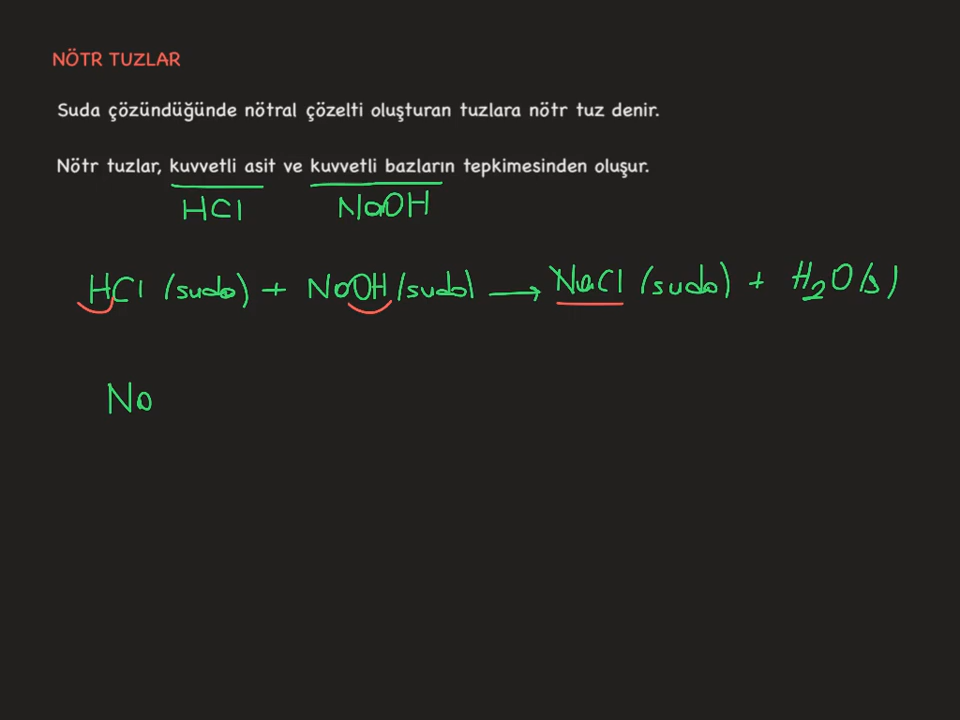 NÖTR TUZLAR
Suda çözündüğünde nötral çözelti oluşturan tuzlara nötr tuz denir.
Nötr tuzlar, kuvvetli asit ve kuvvetli bazların tepkimesinden oluşur.
HCl NaOH
HCl (suda) + NaOH (suda) → NaCl (suda) + H₂O(s)
Na